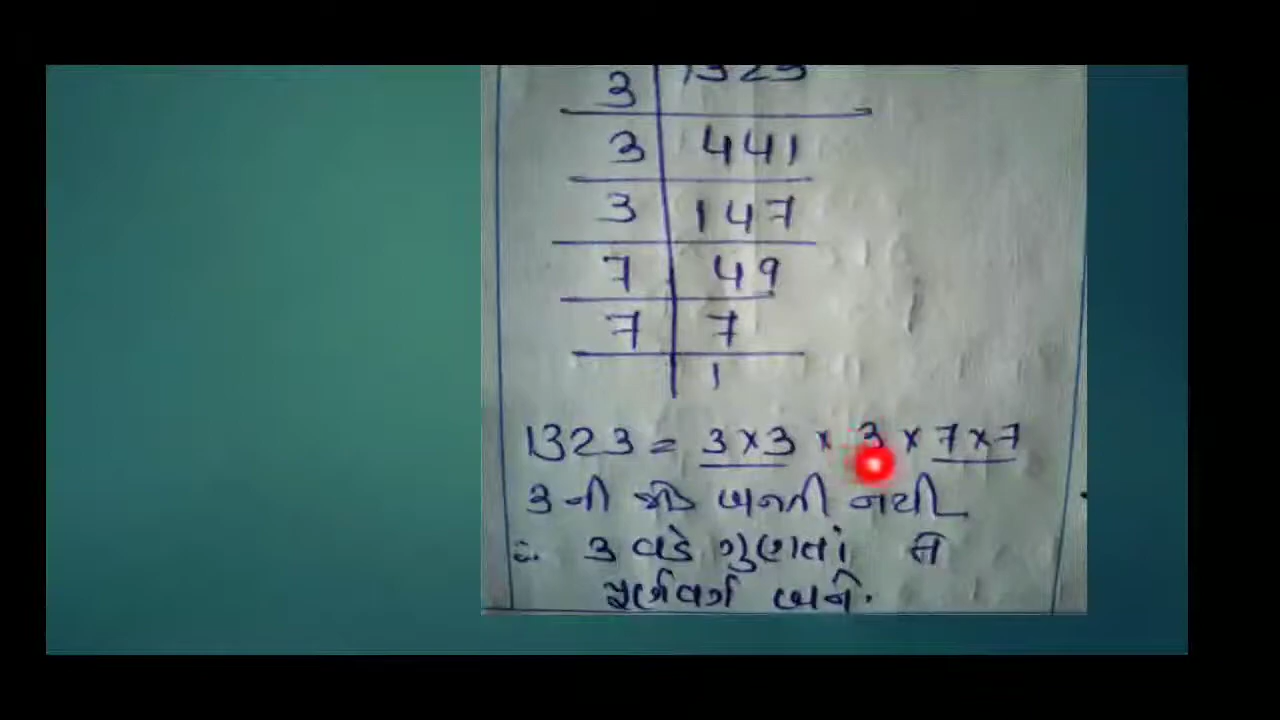 3 | 1323
3 | 441
3 | 147
7 | 49
7 | 7
| 1
1323 = 3 × 3 × 3 × 7 × 7
3 ની જોડ બનતી નથી
∴ 3 વડે ગુણતાં તે
પૂર્ણવર્ગ બને.